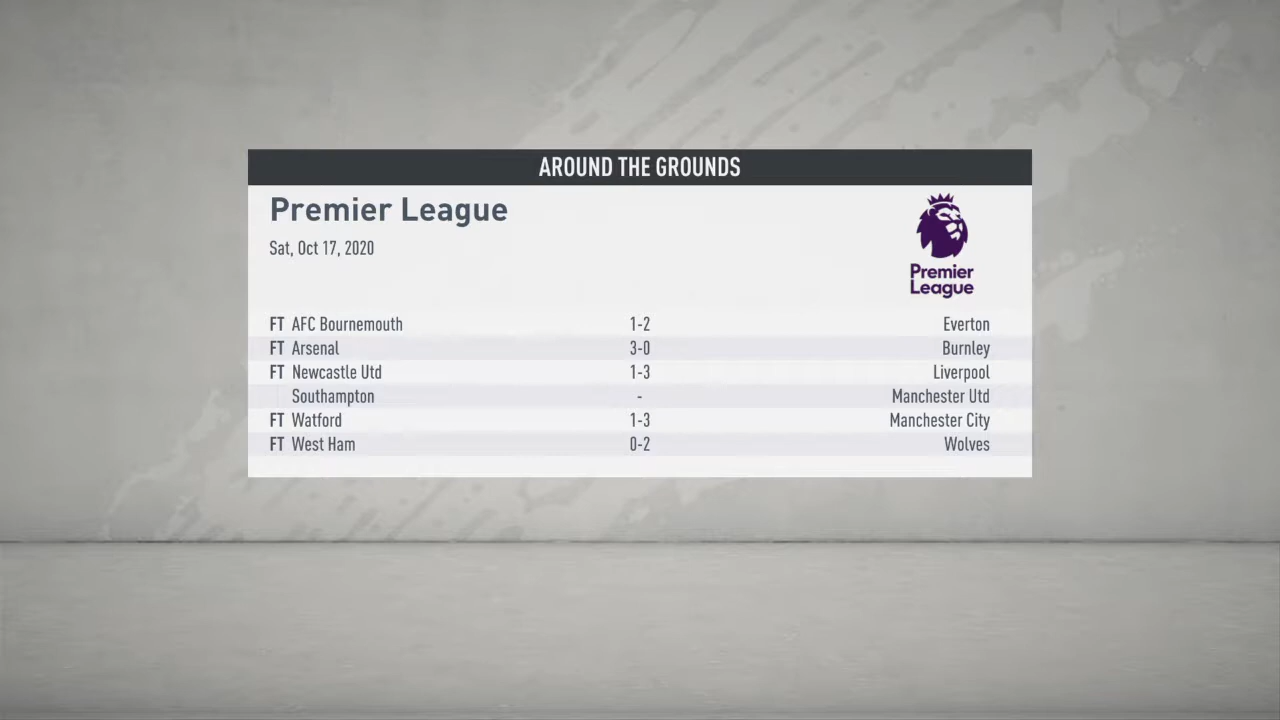 AROUND THE GROUNDS
Premier League
Sat, Oct 17, 2020
Premier
League
FT AFC Bournemouth 1-2 Everton
FT Arsenal 3-0 Burnley
FT Newcastle Utd 1-3 Liverpool
Southampton - Manchester Utd
FT Watford 1-3 Manchester City
FT West Ham 0-2 Wolves